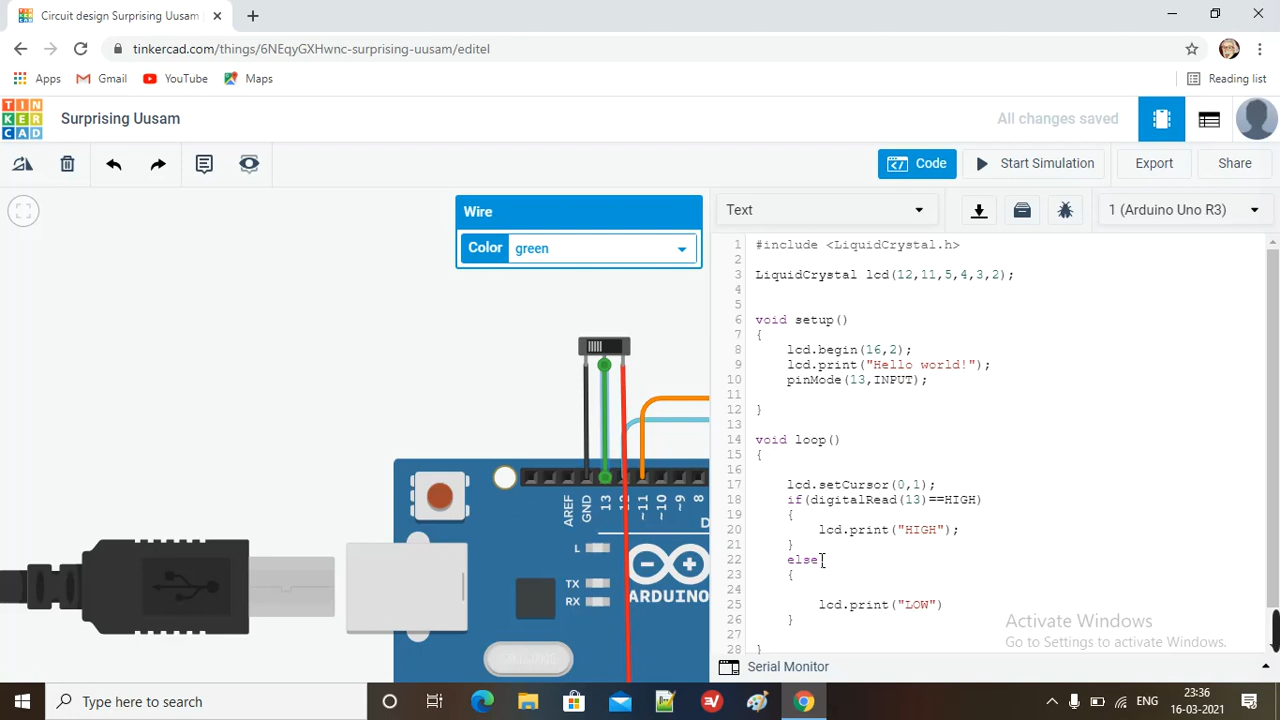 Circuit design Surprising Uusam
tinkercad.com/things/6NEqyGXHwnc-surprising-uusam/editel
Apps Gmail YouTube Maps Reading list
TIN
KER
CAD
Surprising Uusam All changes saved
Code Start Simulation Export Share
Wire
Color green
Text 1 (Arduino Uno R3)
1 #include <LiquidCrystal.h>
2
3 LiquidCrystal lcd(12,11,5,4,3,2);
4
5
6 void setup()
7 {
8 lcd.begin(16,2);
9 lcd.print("Hello world!");
10 pinMode(13,INPUT);
11
12 }
13
14 void loop()
15 {
16
17 lcd.setCursor(0,1);
18 if(digitalRead(13)==HIGH)
19 {
20 lcd.print("HIGH");
21 }
22 else
23 {
24
25 lcd.print("LOW")
26 }
27
28 }
AREF
GND
13
~11
~10
~9
8
D
L
TX
RX
ARDUINO
Activate Windows
Go to Settings to activate Windows.
Serial Monitor
Type here to search
ENG
23:36
16-03-2021